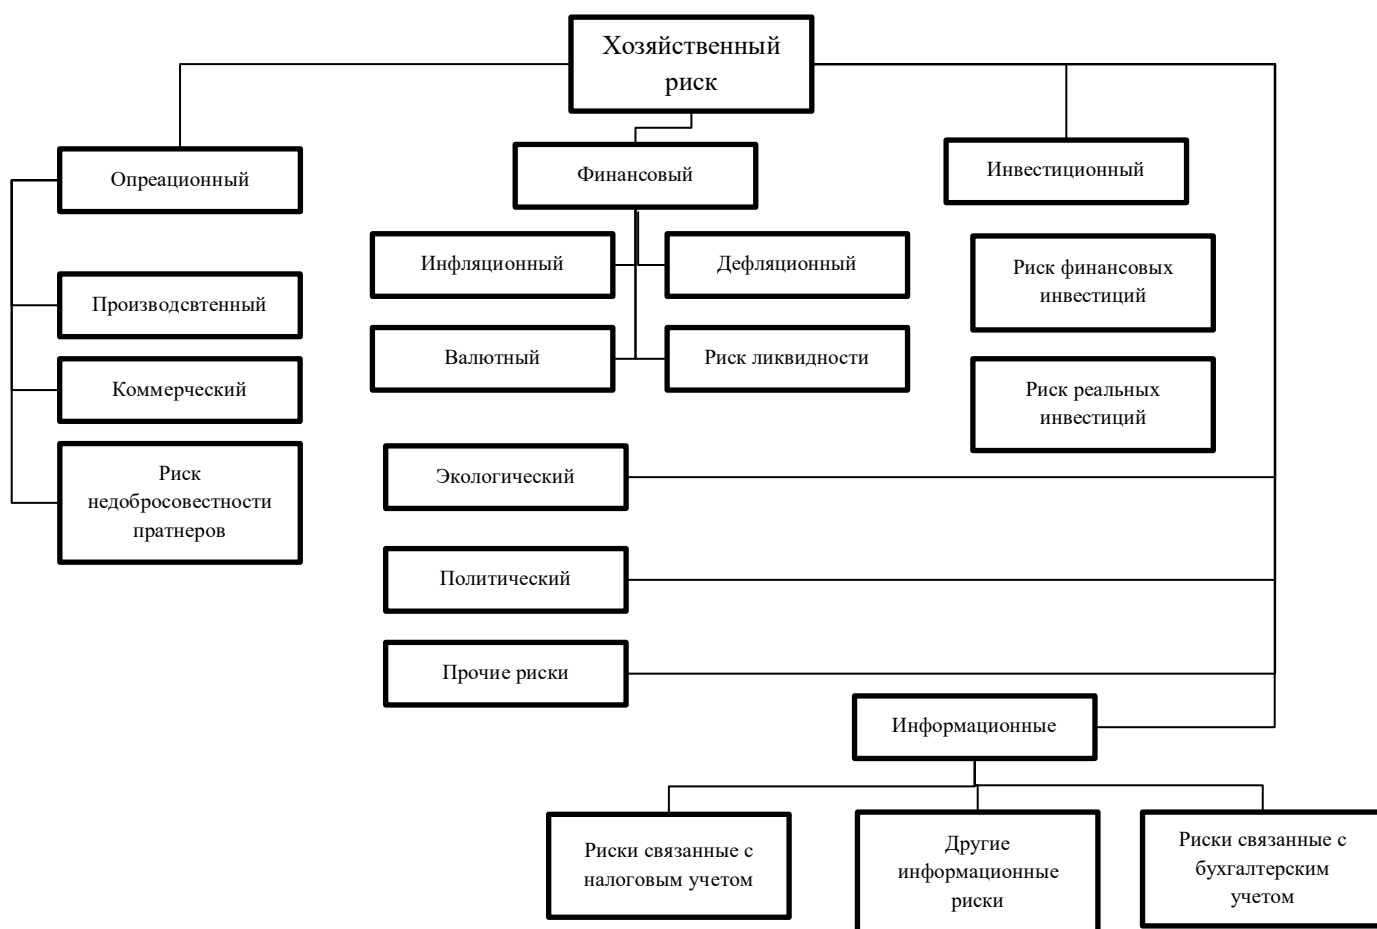 Хозяйственный
риск
Опреационный
Финансовый
Инвестиционный
Инфляционный
Дефляционный
Риск финансовых
инвестиций
Производсвтенный
Валютный
Риск ликвидности
Коммерческий
Риск реальных
инвестиций
Риск
недобросовестности
пратнеров
Экологический
Политический
Прочие риски
Информационные
Риски связанные с
налоговым учетом
Другие
информационные
риски
Риски связанные с
бухгалтерским
учетом